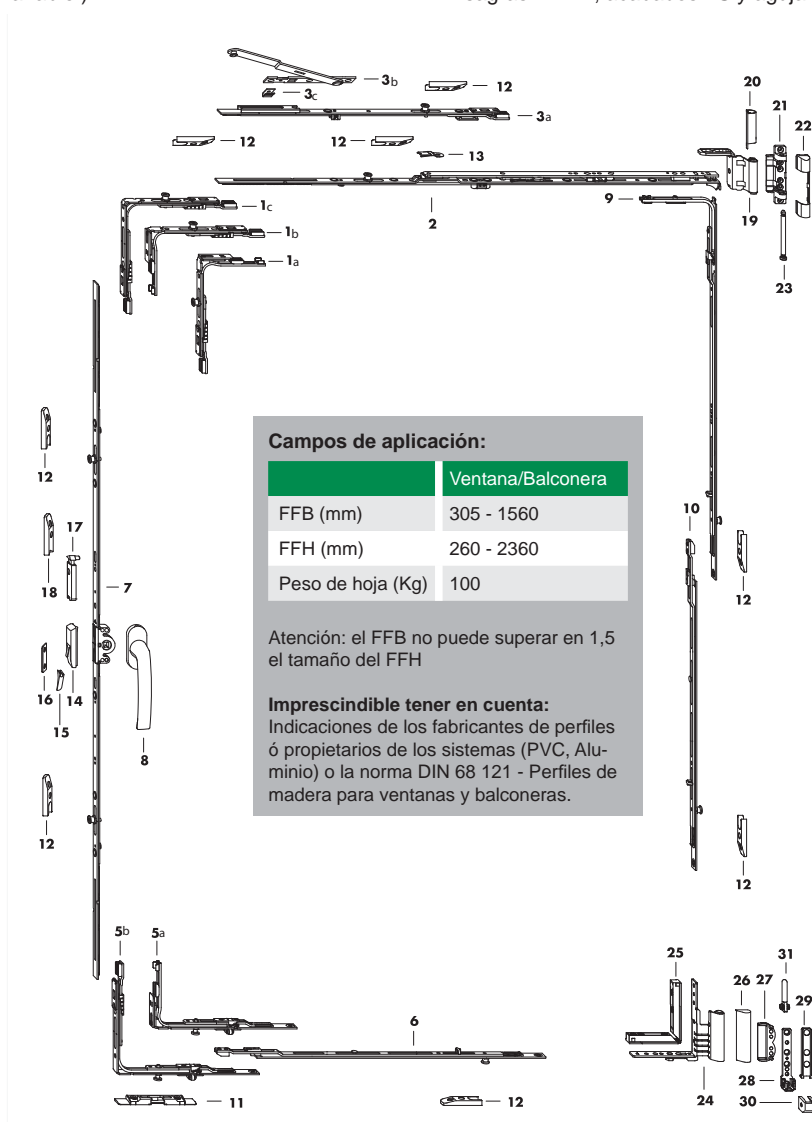 3b
12
3c
3a
12
12
13
20
21
22
1c
2
9
19
1b
1a
23
Campos de aplicación:
Ventana/Balconera
FFB (mm) 305 - 1560
FFH (mm) 260 - 2360
Peso de hoja (Kg) 100
Atención: el FFB no puede superar en 1,5
el tamaño del FFH
Imprescindible tener en cuenta:
Indicaciones de los fabricantes de perfiles
ó propietarios de los sistemas (PVC, Alu-
minio) o la norma DIN 68 121 - Perfiles de
madera para ventanas y balconeras.
12
17
10
18
7
12
16
14
15
8
12
12
5b
5a
25
31
26
27
29
6
28
24
30
11
12